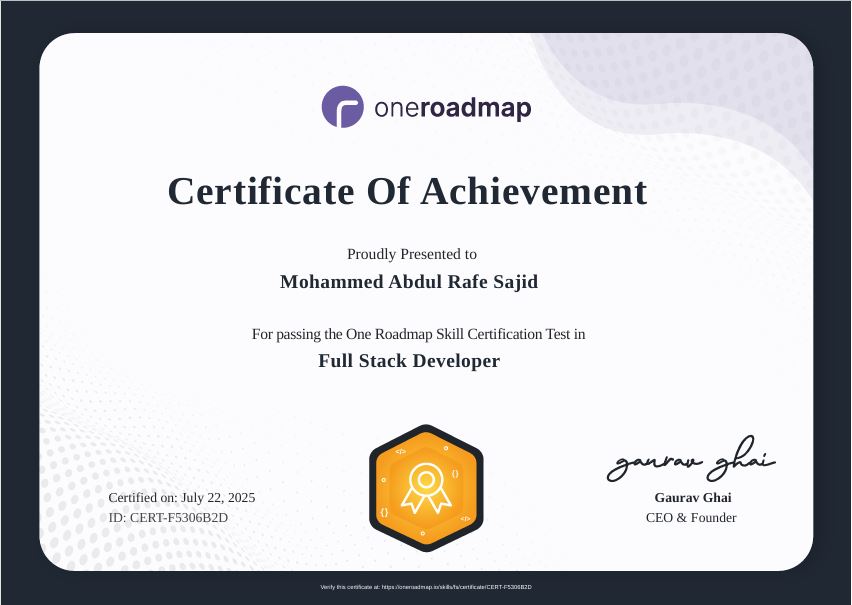 oneroadmap
Certificate Of Achievement
Proudly Presented to
Mohammed Abdul Rafe Sajid
For passing the One Roadmap Skill Certification Test in
Full Stack Developer
</>
{}
{}
</>
gaurav ghai
Certified on: July 22, 2025
ID: CERT-F5306B2D
Gaurav Ghai
CEO & Founder
Verify this certificate at: https://oneroadmap.io/skills/fs/certificate/CERT-F5306B2D